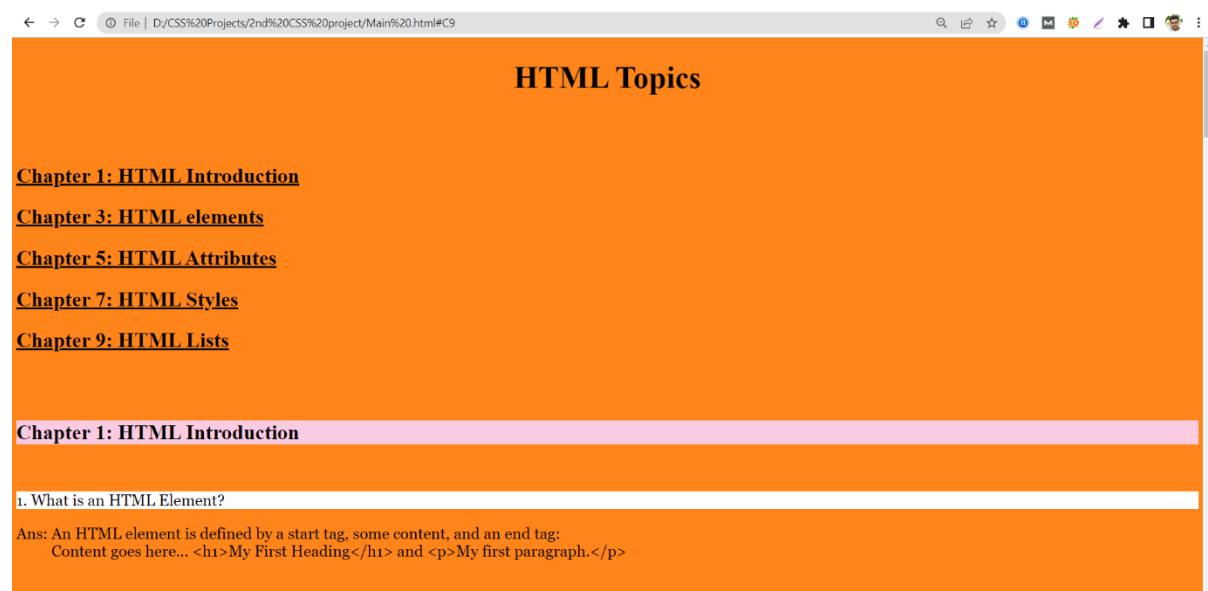 File | D:/CSS%20Projects/2nd%20CSS%20project/Main%20.html#C9
HTML Topics
Chapter 1: HTML Introduction
Chapter 3: HTML elements
Chapter 5: HTML Attributes
Chapter 7: HTML Styles
Chapter 9: HTML Lists
Chapter 1: HTML Introduction
1. What is an HTML Element?
Ans: An HTML element is defined by a start tag, some content, and an end tag:
Content goes here... <h1>My First Heading</h1> and <p>My first paragraph.</p>